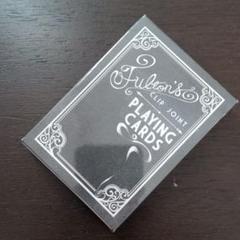 Fulton's
CLIP JOINT
PLAYING
CARDS